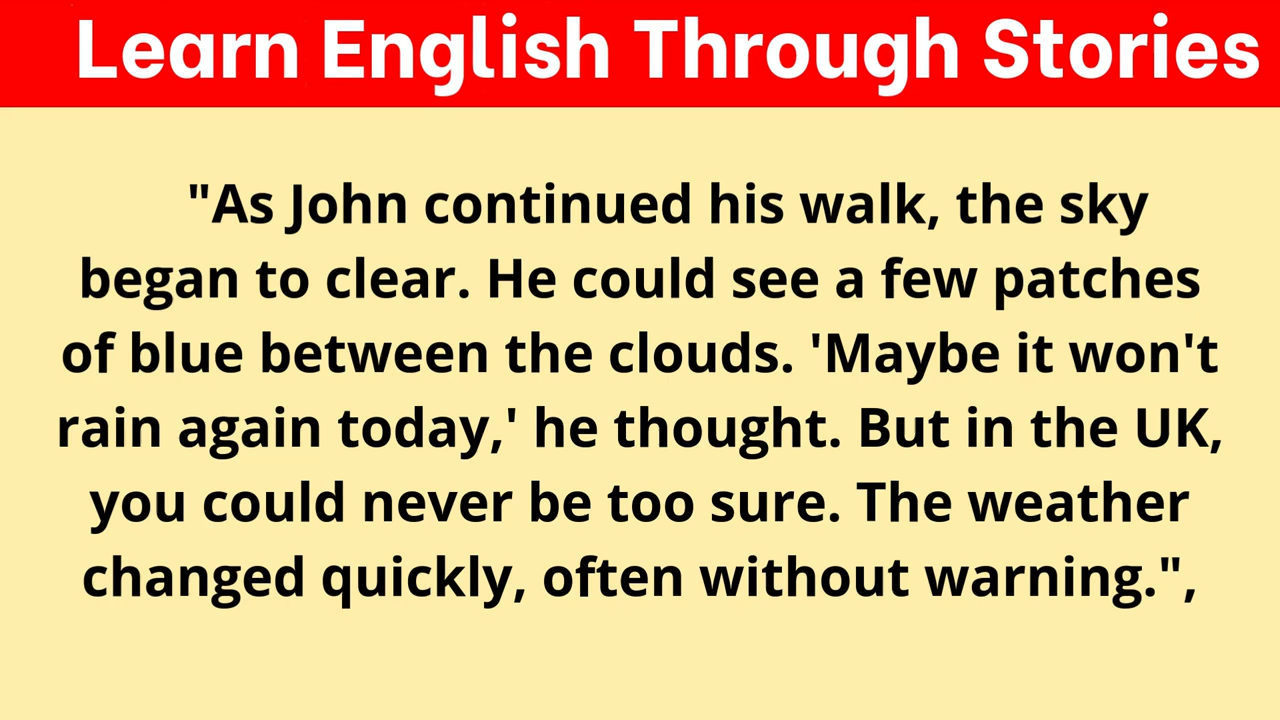 Learn English Through Stories
"As John continued his walk, the sky
began to clear. He could see a few patches
of blue between the clouds. 'Maybe it won't
rain again today,' he thought. But in the UK,
you could never be too sure. The weather
changed quickly, often without warning.",